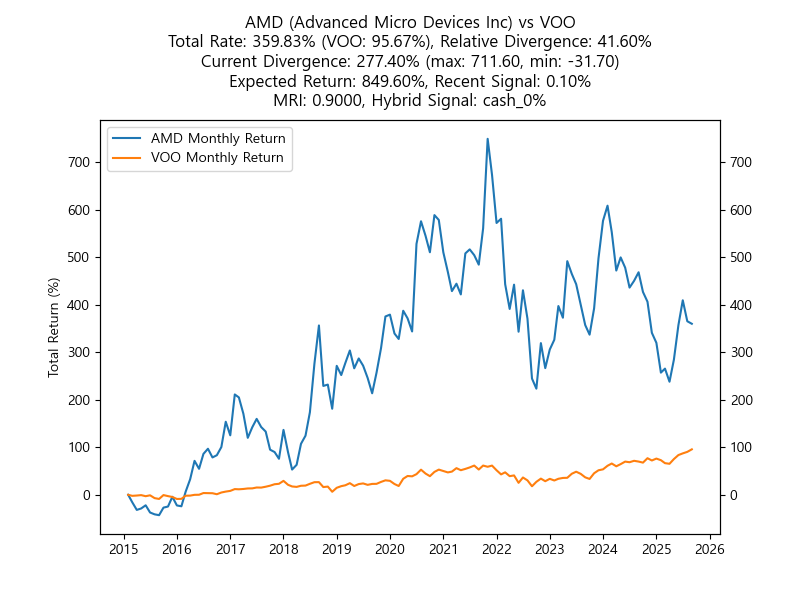 AMD (Advanced Micro Devices Inc) vs VOO
Total Rate: 359.83% (VOO: 95.67%), Relative Divergence: 41.60%
Current Divergence: 277.40% (max: 711.60, min: -31.70)
Expected Return: 849.60%, Recent Signal: 0.10%
MRI: 0.9000, Hybrid Signal: cash_0%
AMD Monthly Return
VOO Monthly Return
Total Return (%)
700
600
500
400
300
200
100
0
700
600
500
400
300
200
100
0
2015 2016 2017 2018 2019 2020 2021 2022 2023 2024 2025 2026